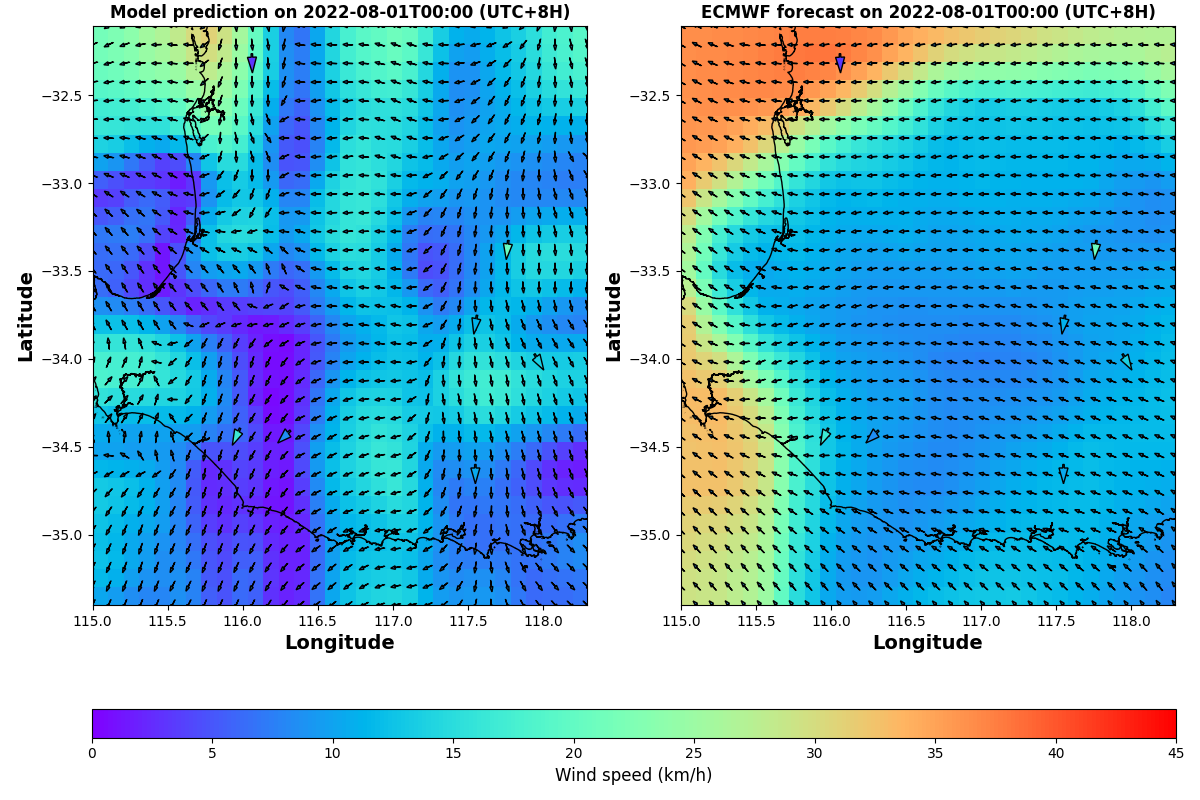 Model prediction on 2022-08-01T00:00 (UTC+8H)
ECMWF forecast on 2022-08-01T00:00 (UTC+8H)
Latitude
−32.5
−33.0
−33.5
−34.0
−34.5
−35.0
115.0 115.5 116.0 116.5 117.0 117.5 118.0
Longitude
Latitude
−32.5
−33.0
−33.5
−34.0
−34.5
−35.0
115.0 115.5 116.0 116.5 117.0 117.5 118.0
Longitude
0 5 10 15 20 25 30 35 40 45
Wind speed (km/h)